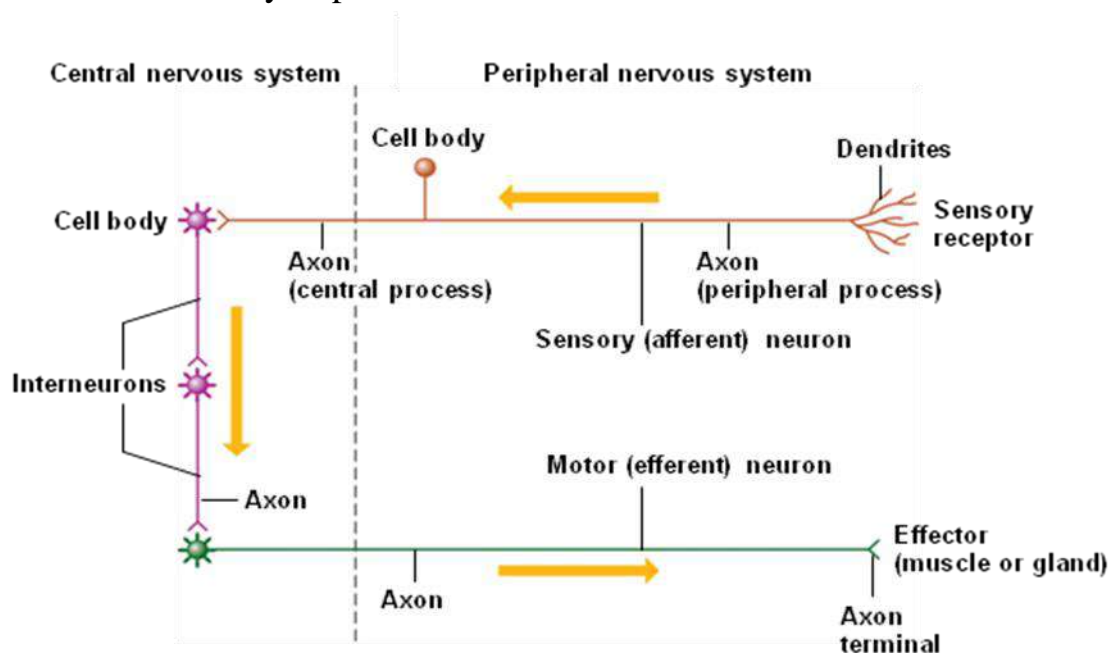 Central nervous system
Peripheral nervous system
Cell body
Dendrites
Cell body
Sensory
receptor
Axon
(central process)
Axon
(peripheral process)
Sensory (afferent) neuron
Interneurons
Motor (efferent) neuron
Axon
Effector
(muscle or gland)
Axon
Axon
terminal